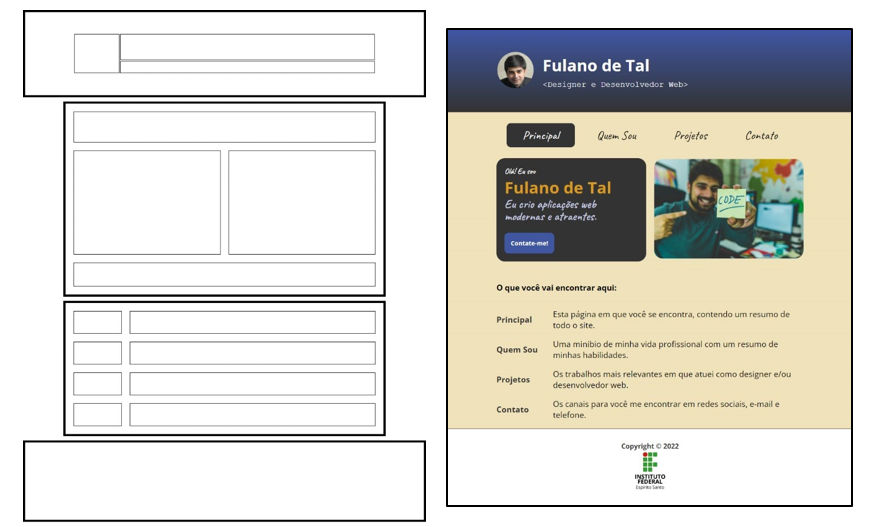 Fulano de Tal
<Designer e Desenvolvedor Web>
Principal Quem Sou Projetos Contato
Olá! Eu sou
Fulano de Tal
Eu crio aplicações web
modernas e atraentes.
Contate-me!
CODE
O que você vai encontrar aqui:
Principal
Esta página em que você se encontra, contendo um resumo de
todo o site.
Quem Sou
Uma minibio de minha vida profissional com um resumo de
minhas habilidades.
Projetos
Os trabalhos mais relevantes em que atuei como designer e/ou
desenvolvedor web.
Contato
Os canais para você me encontrar em redes sociais, e-mail e
telefone.
Copyright © 2022
INSTITUTO
FEDERAL
Espírito Santo